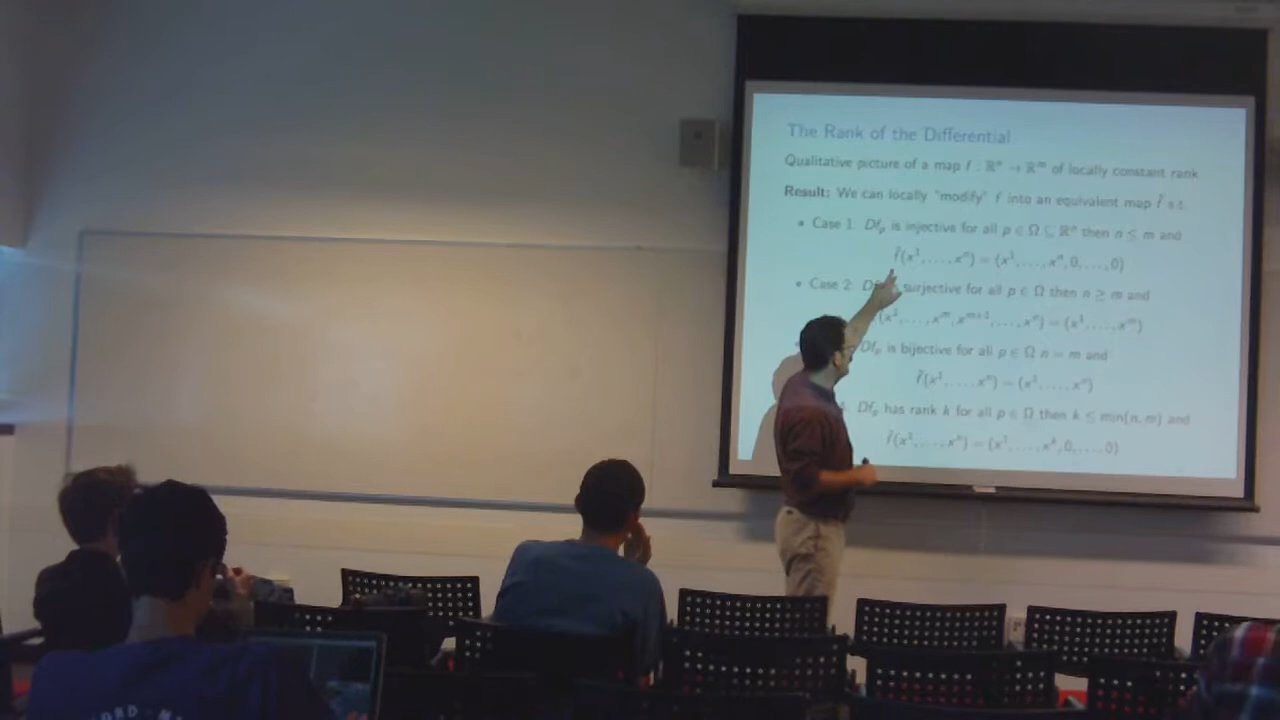 The Rank of the Differential
Qualitative picture of a map f : ℝⁿ → ℝᵐ of locally constant rank
Result: We can locally "modify" f into an equivalent map f̃ s.t.
• Case 1: Df_p is injective for all p ∈ Ω ⊆ ℝⁿ then n ≤ m and
f̃(x¹, . . . , xⁿ) = (x¹, . . . , xⁿ, 0, . . . , 0)
• Case 2: surjective for all p ∈ Ω then n ≥ m and
(x¹, . . . , xᵐ, xᵐ⁺¹, . . . , xⁿ) = (x¹, . . . , xᵐ)
Df_p is bijective for all p ∈ Ω n = m and
f̃(x¹, . . . , xⁿ) = (x¹, . . . , xⁿ)
Df_p has rank k for all p ∈ Ω then k ≤ min(n, m) and
f̃(x¹, . . . , xⁿ) = (x¹, . . . , xᵏ, 0, . . . , 0)